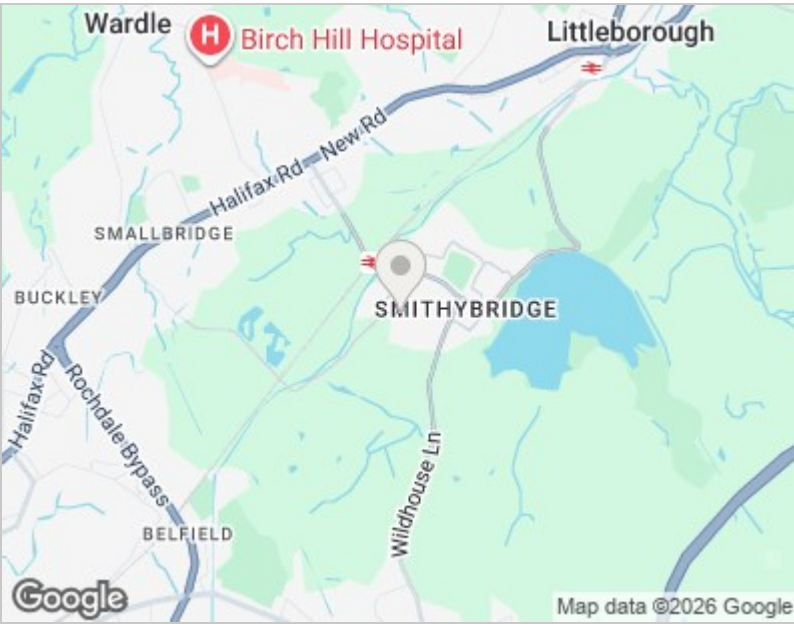 Wardle
H
Birch Hill Hospital
Littleborough
New Rd
Halifax Rd
SMALLBRIDGE
BUCKLEY
SMITHYBRIDGE
Halifax Rd
Rochdale Bypass
Wildhouse Ln
BELFIELD
Google
Map data ©2026 Google